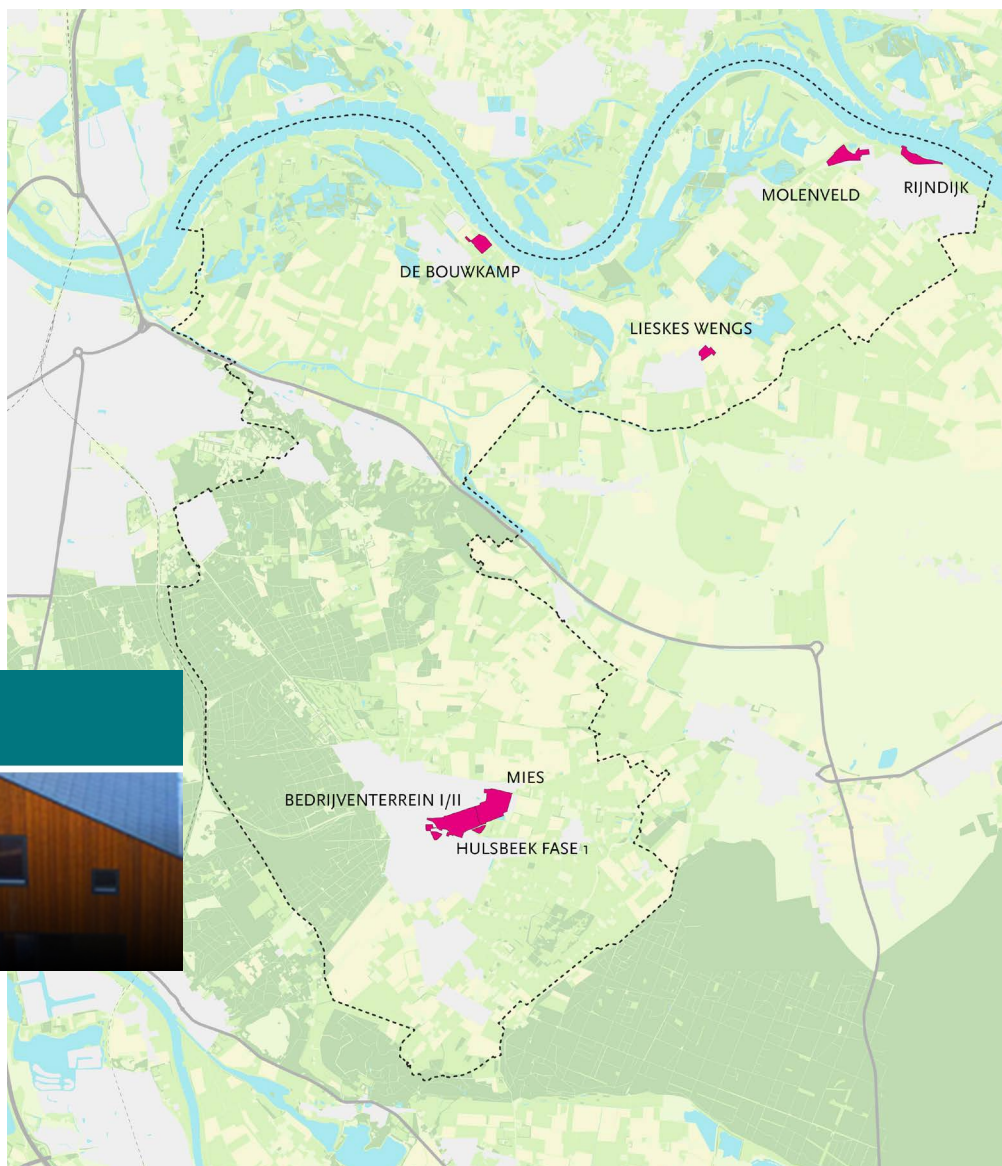 MOLENVELD
RIJNDIJK
DE BOUWKAMP
LIESKES WENGS
MIES
BEDRIJVENTERREIN I/II
HULSBEEK FASE 1